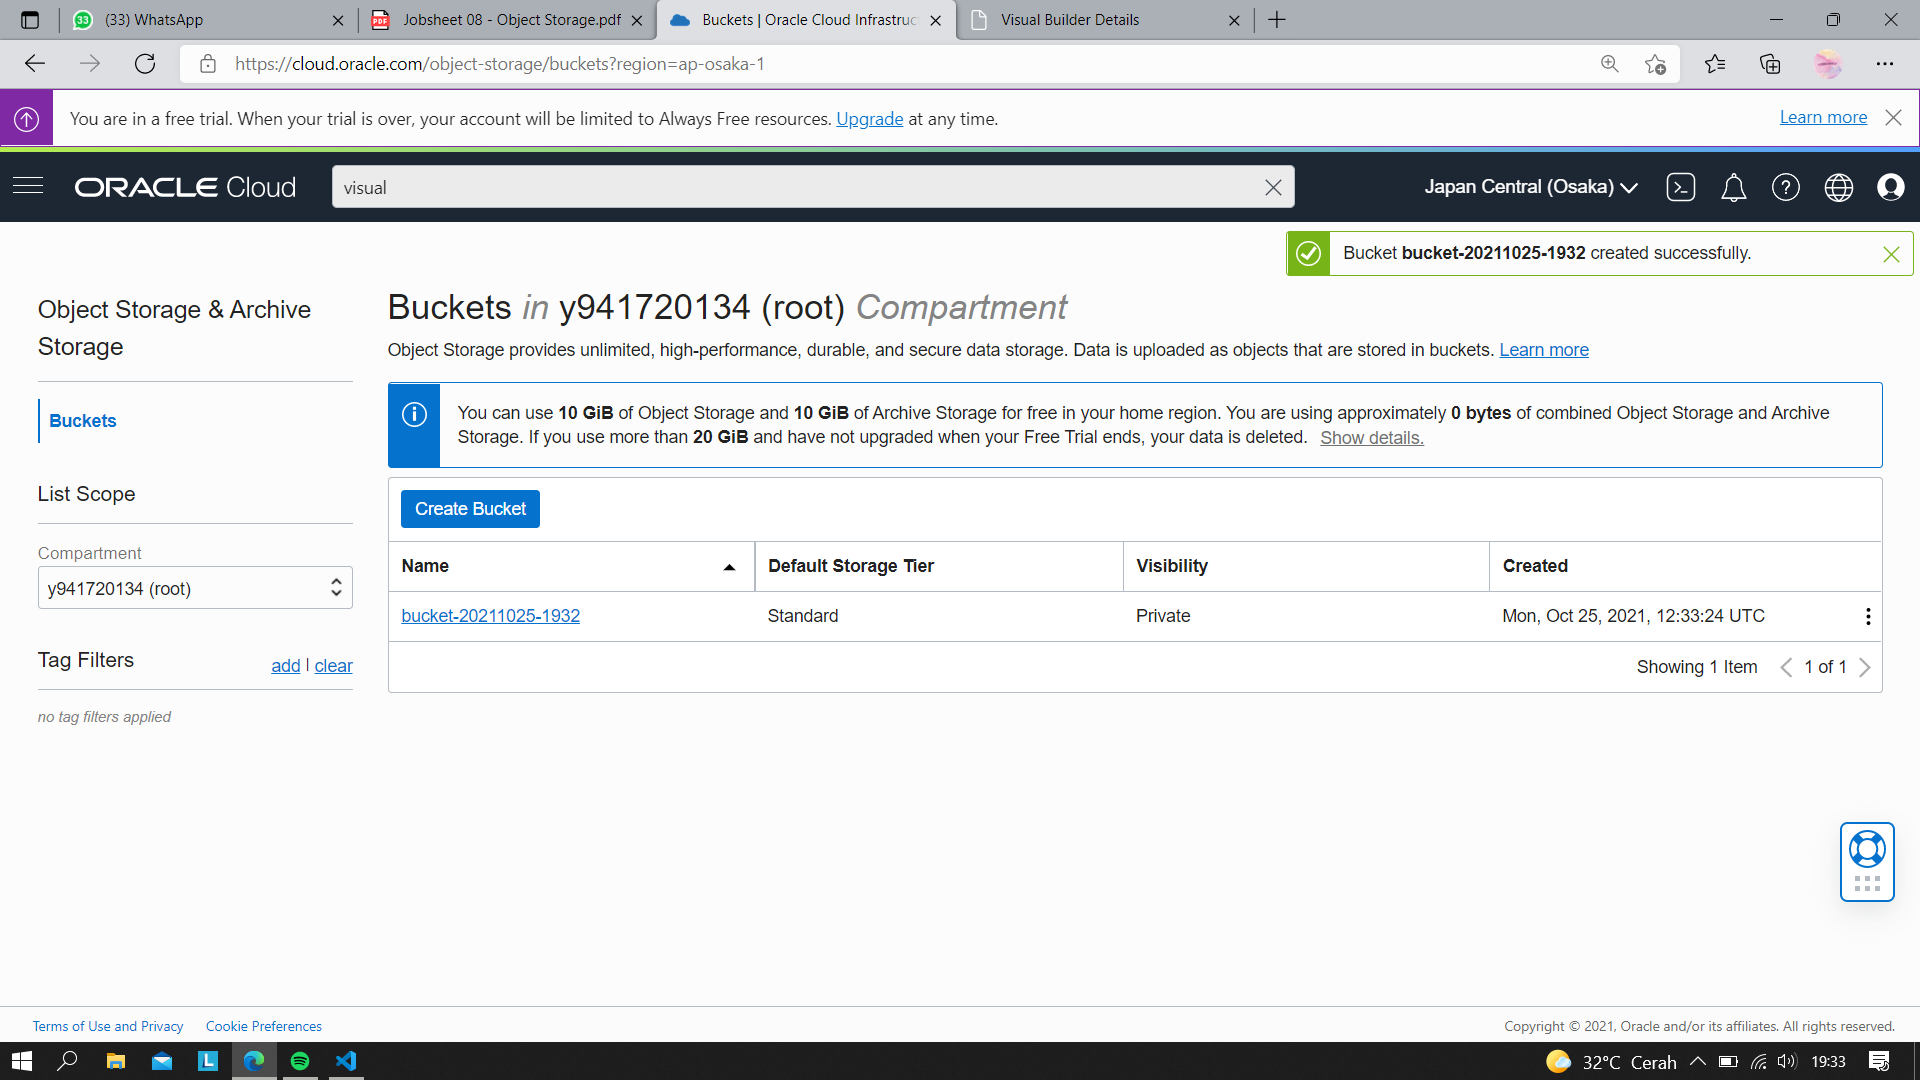 (33) WhatsApp
Jobsheet 08 - Object Storage.pdf
Buckets | Oracle Cloud Infrastruc
Visual Builder Details
https://cloud.oracle.com/object-storage/buckets?region=ap-osaka-1
You are in a free trial. When your trial is over, your account will be limited to Always Free resources. Upgrade at any time.
Learn more
ORACLE Cloud
visual
Japan Central (Osaka)
Bucket bucket-20211025-1932 created successfully.
Object Storage & Archive
Storage
Buckets
List Scope
Compartment
y941720134 (root)
Tag Filters
add | clear
no tag filters applied
Buckets in y941720134 (root) Compartment
Object Storage provides unlimited, high-performance, durable, and secure data storage. Data is uploaded as objects that are stored in buckets. Learn more
You can use 10 GiB of Object Storage and 10 GiB of Archive Storage for free in your home region. You are using approximately 0 bytes of combined Object Storage and Archive
Storage. If you use more than 20 GiB and have not upgraded when your Free Trial ends, your data is deleted. Show details.
Create Bucket
Name Default Storage Tier Visibility Created
bucket-20211025-1932 Standard Private Mon, Oct 25, 2021, 12:33:24 UTC
Showing 1 Item 1 of 1
Terms of Use and Privacy Cookie Preferences
Copyright © 2021, Oracle and/or its affiliates. All rights reserved.
32°C Cerah 19:33